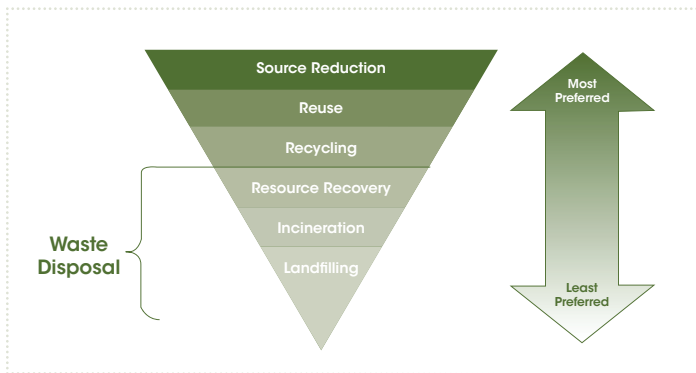 Source Reduction
Reuse
Recycling
Resource Recovery
Incineration
Landfilling
Waste
Disposal
Most
Preferred
Least
Preferred